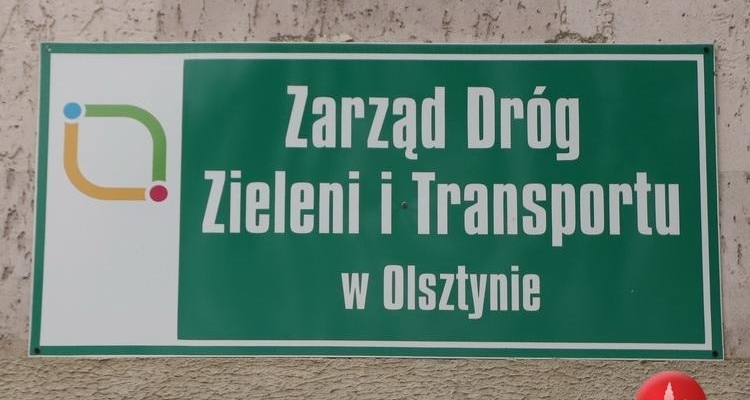 Zarząd Dróg
Zieleni i Transportu
w Olsztynie